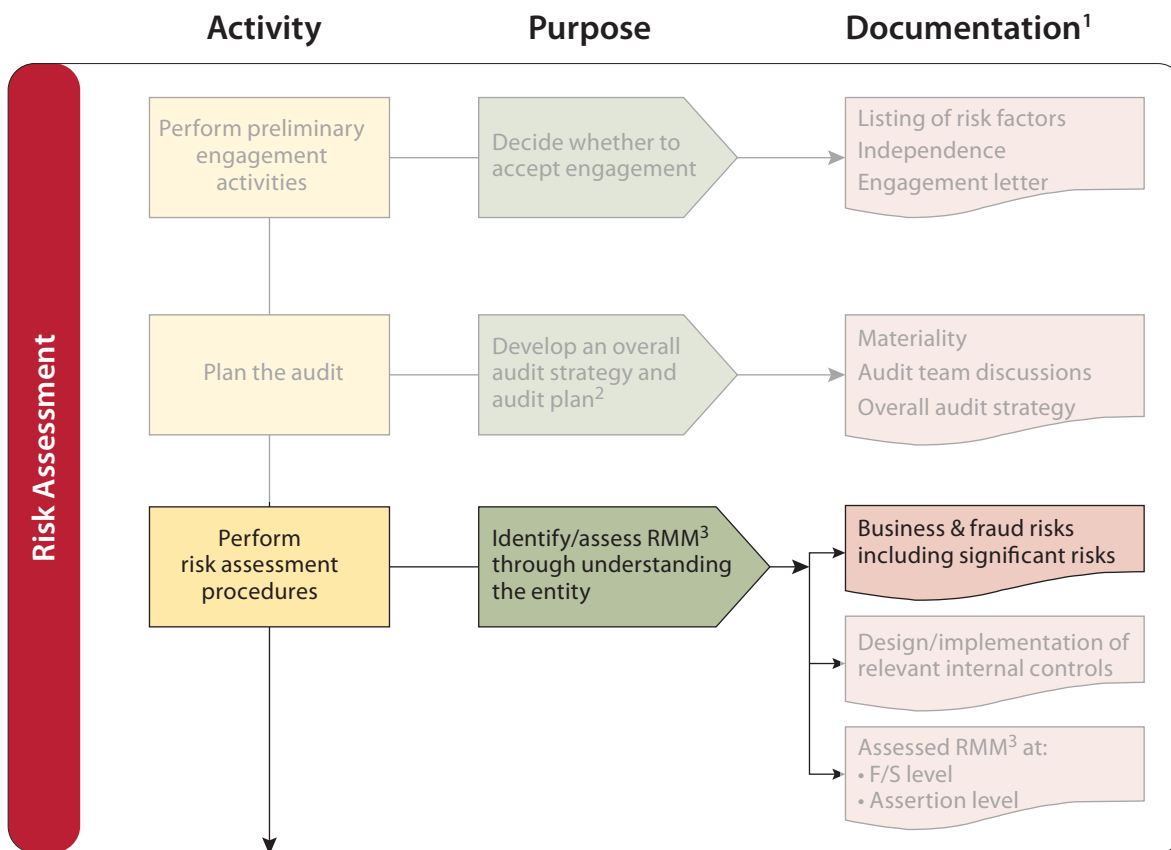 Activity
Purpose
Documentation¹
Risk Assessment
Perform preliminary
engagement
activities
Decide whether to
accept engagement
Listing of risk factors
Independence
Engagement letter
Plan the audit
Develop an overall
audit strategy and
audit plan²
Materiality
Audit team discussions
Overall audit strategy
Perform
risk assessment
procedures
Identify/assess RMM³
through understanding
the entity
Business & fraud risks
including significant risks
Design/implementation of
relevant internal controls
Assessed RMM³ at:
• F/S level
• Assertion level